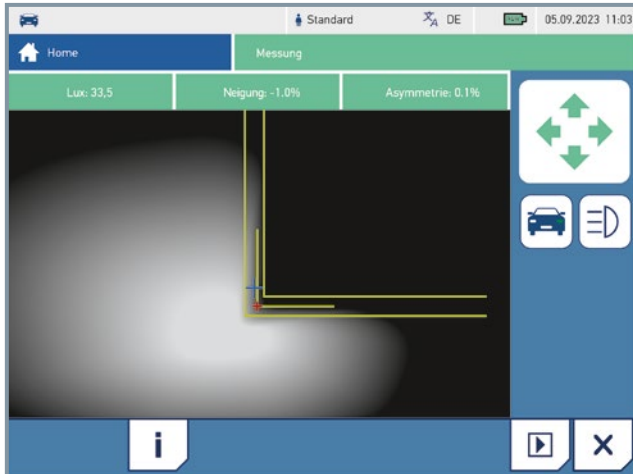 Standard
DE
05.09.2023 11:03
Home
Messung
Lux: 33,5
Neigung: -1.0%
Asymmetrie: 0.1%
i